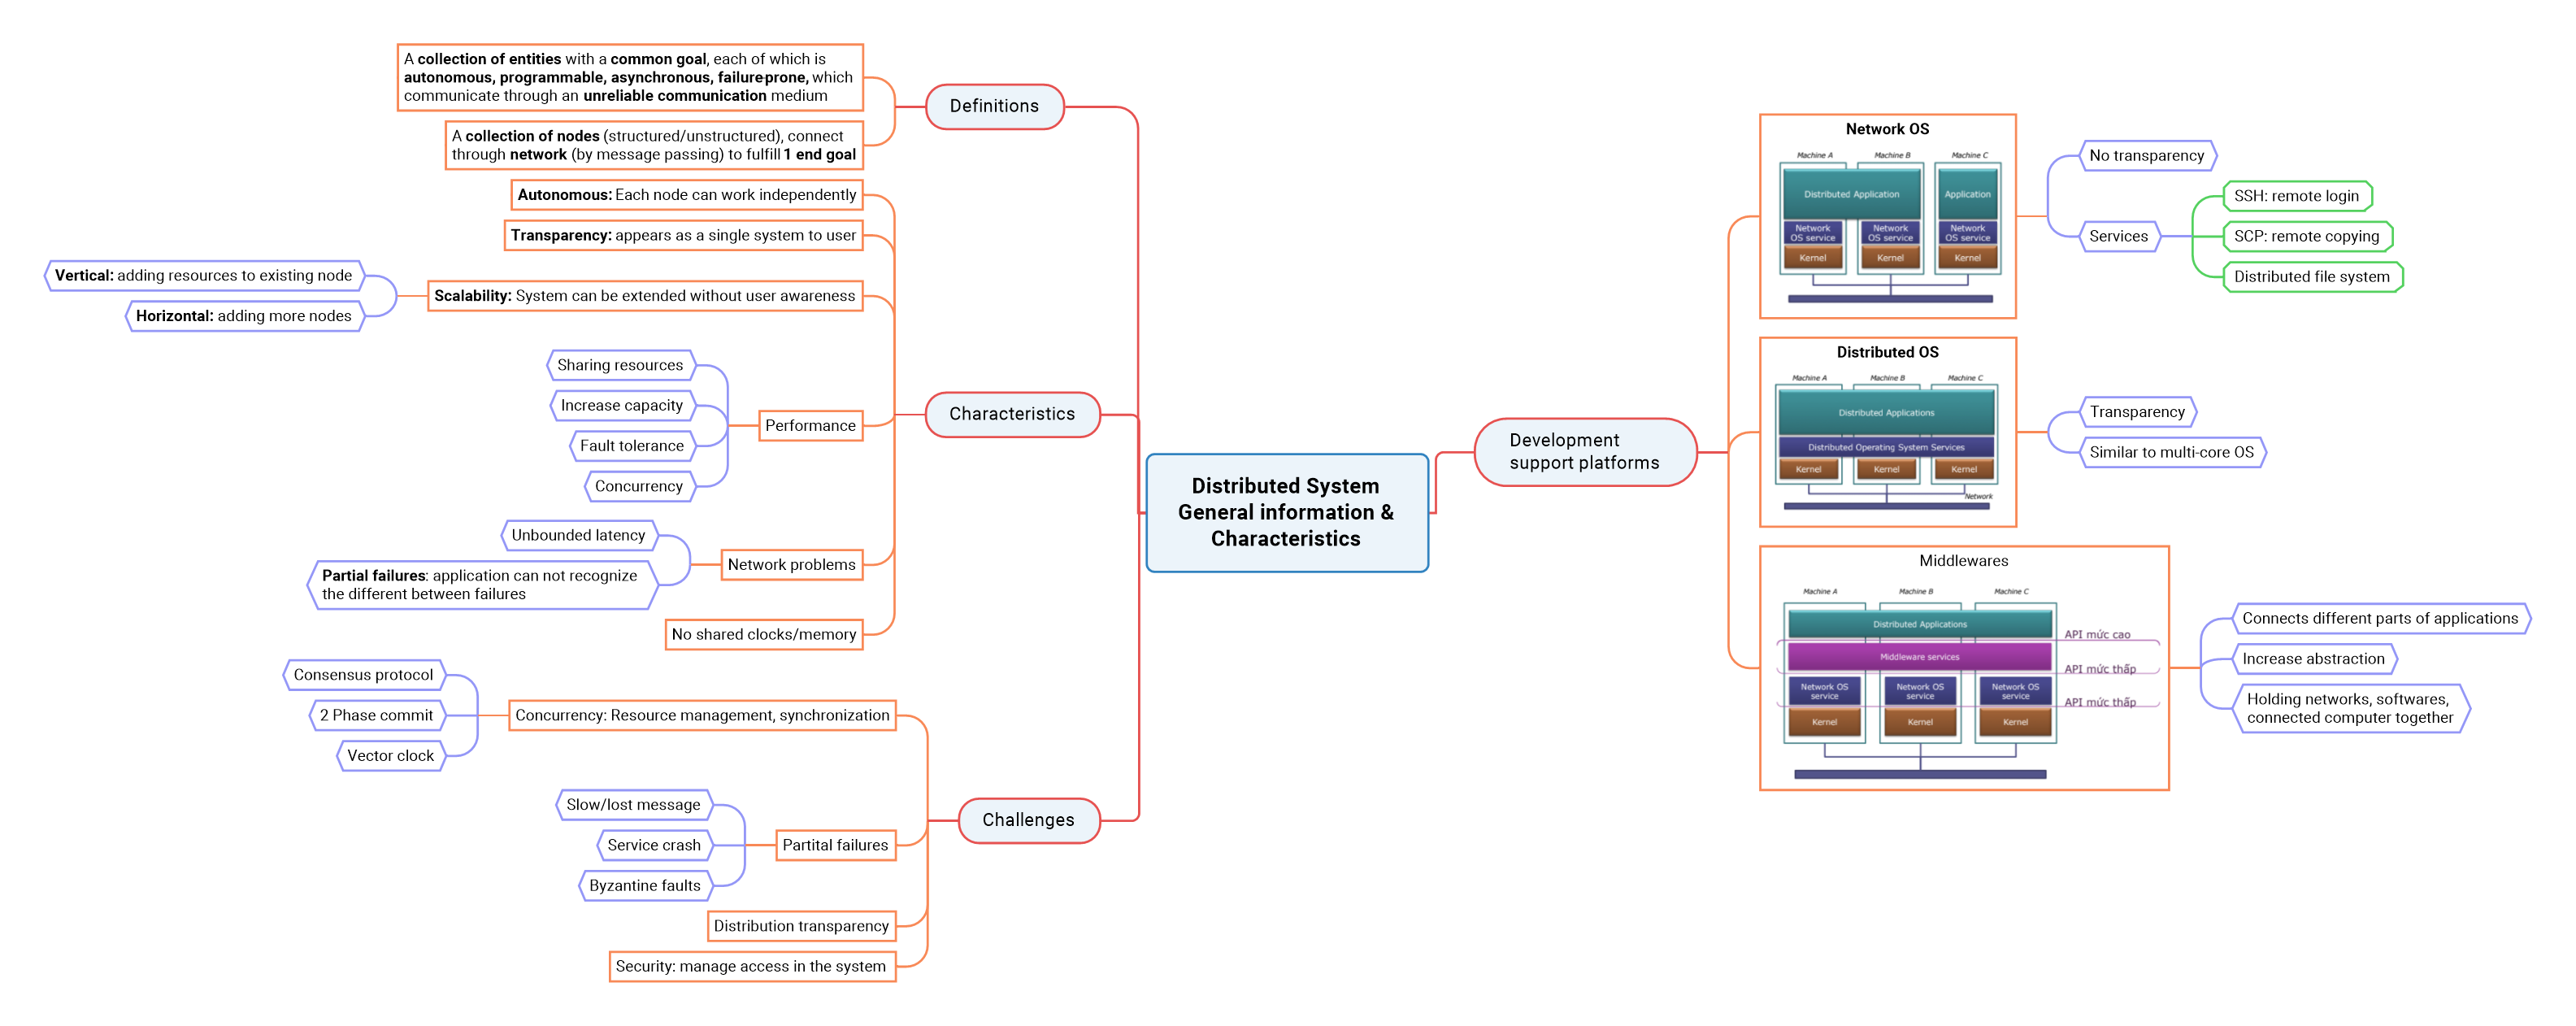 A collection of entities with a common goal, each of which is
autonomous, programmable, asynchronous, failure-prone, which
communicate through an unreliable communication medium
A collection of nodes (structured/unstructured), connect
through network (by message passing) to fulfill 1 end goal
Definitions
Autonomous: Each node can work independently
Transparency: appears as a single system to user
Vertical: adding resources to existing node
Horizontal: adding more nodes
Scalability: System can be extended without user awareness
Sharing resources
Increase capacity
Fault tolerance
Concurrency
Performance
Characteristics
Unbounded latency
Partial failures: application can not recognize
the different between failures
Network problems
No shared clocks/memory
Consensus protocol
2 Phase commit
Vector clock
Concurrency: Resource management, synchronization
Slow/lost message
Service crash
Byzantine faults
Partital failures
Challenges
Distribution transparency
Security: manage access in the system
Distributed System
General information &
Characteristics
Development
support platforms
Network OS
Machine A
Machine B
Machine C
Distributed Application
Application
Network
OS service
Network
OS service
Network
OS service
Kernel
Kernel
Kernel
No transparency
Services
SSH: remote login
SCP: remote copying
Distributed file system
Distributed OS
Machine A
Machine B
Machine C
Distributed Applications
Distributed Operating System Services
Kernel
Kernel
Kernel
Network
Transparency
Similar to multi-core OS
Middlewares
Machine A
Machine B
Machine C
Distributed Applications
API mức cao
Middleware services
API mức thấp
Network OS
service
Network OS
service
Network OS
service
API mức thấp
Kernel
Kernel
Kernel
Connects different parts of applications
Increase abstraction
Holding networks, softwares,
connected computer together